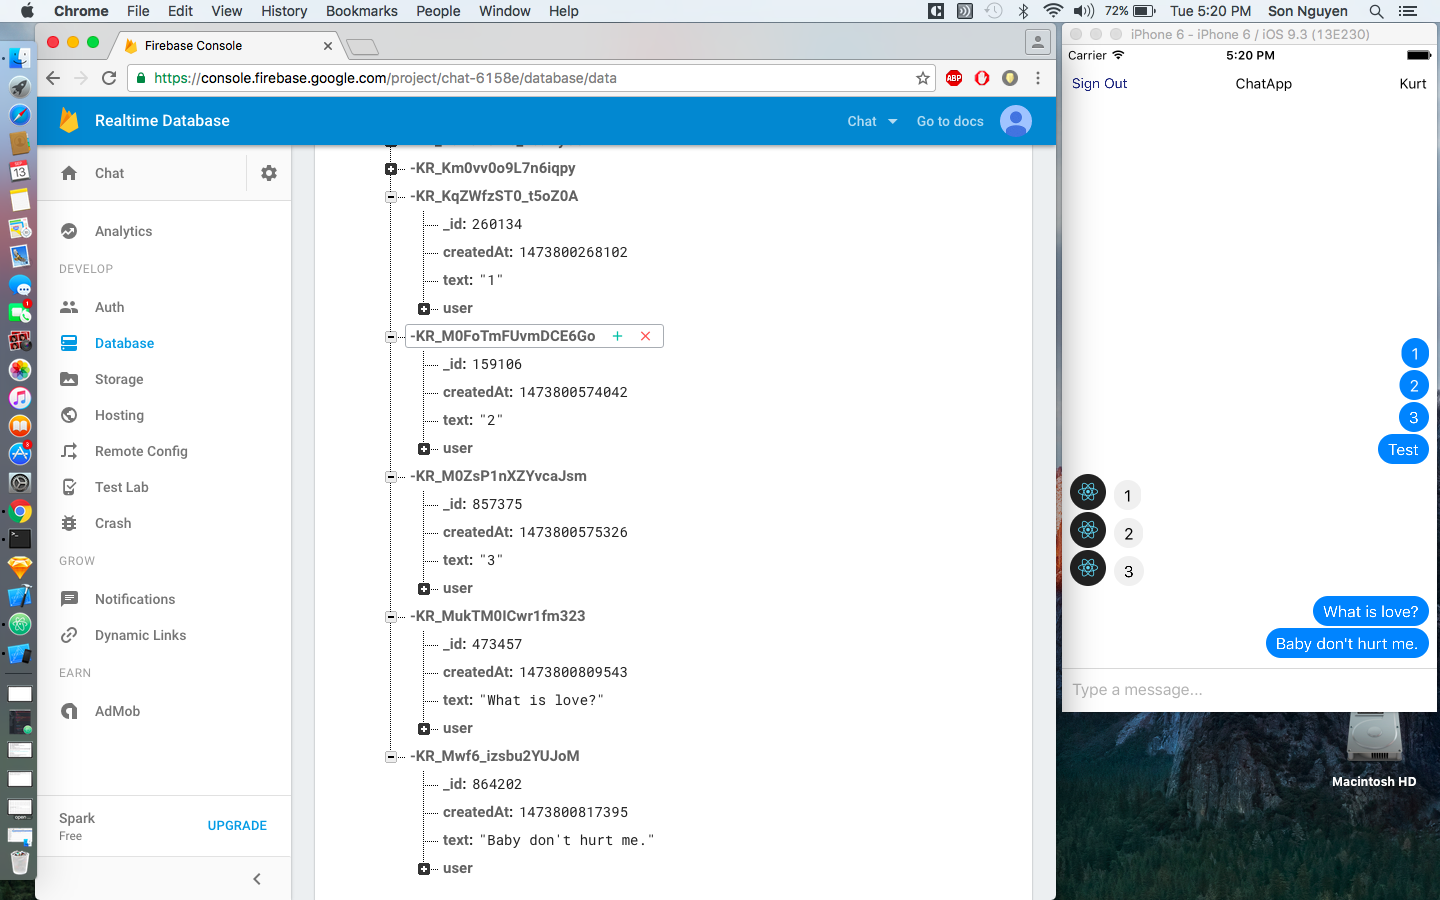 Chrome File Edit View History Bookmarks People Window Help 72% Tue 5:20 PM Son Nguyen
Firebase Console
https://console.firebase.google.com/project/chat-6158e/database/data
ABP
Realtime Database Chat Go to docs
Chat
Analytics
DEVELOP
Auth
Database
Storage
Hosting
Remote Config
Test Lab
Crash
GROW
Notifications
Dynamic Links
EARN
AdMob
Spark
Free
UPGRADE
-KR_Km0vv0o9L7n6iqpy
-KR_KqZWfzST0_t5oZ0A
_id: 260134
createdAt: 1473800268102
text: "1"
user
-KR_M0FoTmFUvmDCE6Go
_id: 159106
createdAt: 1473800574042
text: "2"
user
-KR_M0ZsP1nXZYvcaJsm
_id: 857375
createdAt: 1473800575326
text: "3"
user
-KR_MukTM0ICwr1fm323
_id: 473457
createdAt: 1473800809543
text: "What is love?"
user
-KR_Mwf6_izsbu2YUJoM
_id: 864202
createdAt: 1473800817395
text: "Baby don't hurt me."
user
iPhone 6 - iPhone 6 / iOS 9.3 (13E230)
Carrier 5:20 PM
Sign Out ChatApp Kurt
1
2
3
Test
1
2
3
What is love?
Baby don't hurt me.
Type a message...
Macintosh HD
SEP
13